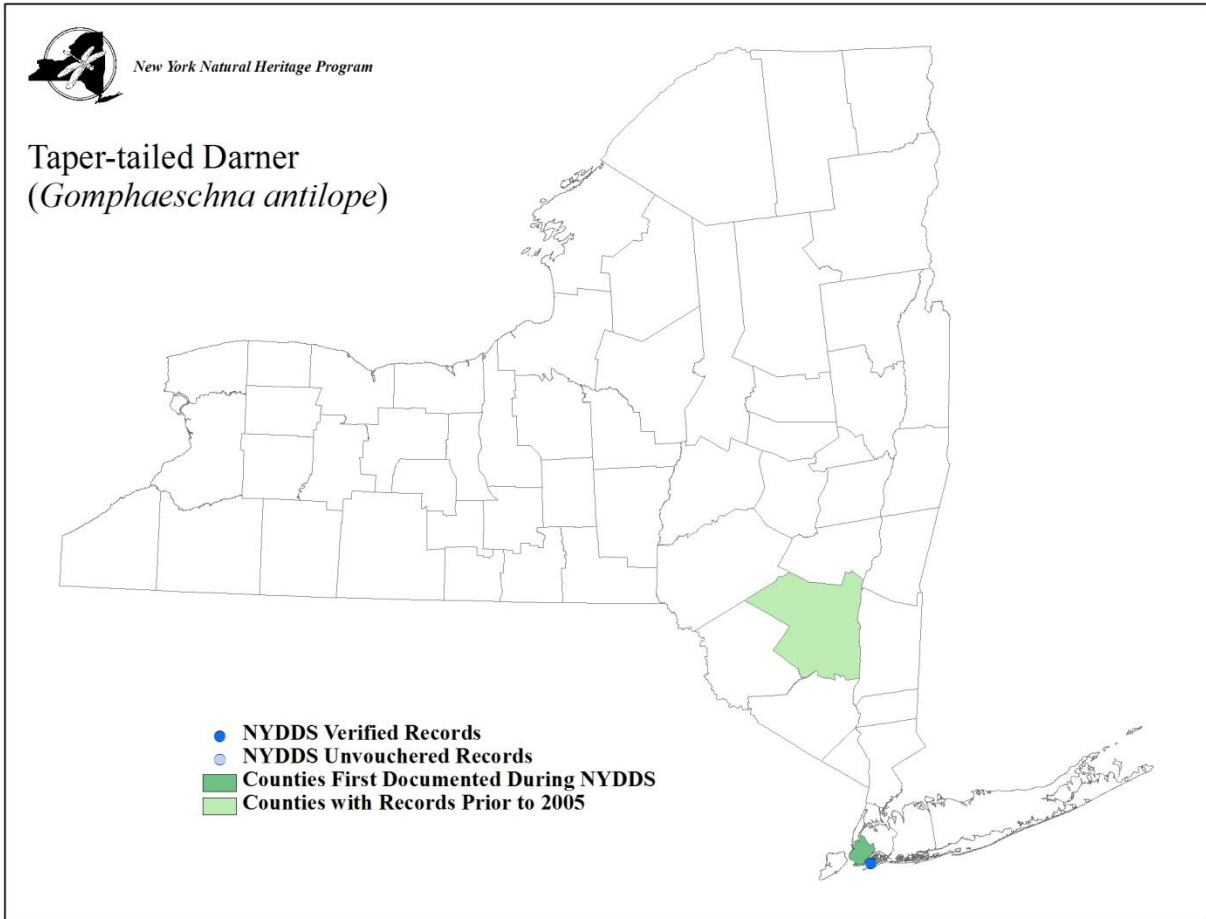 New York Natural Heritage Program
Taper-tailed Darner
(Gomphaeschna antilope)
NYDDS Verified Records
NYDDS Unvouchered Records
Counties First Documented During NYDDS
Counties with Records Prior to 2005